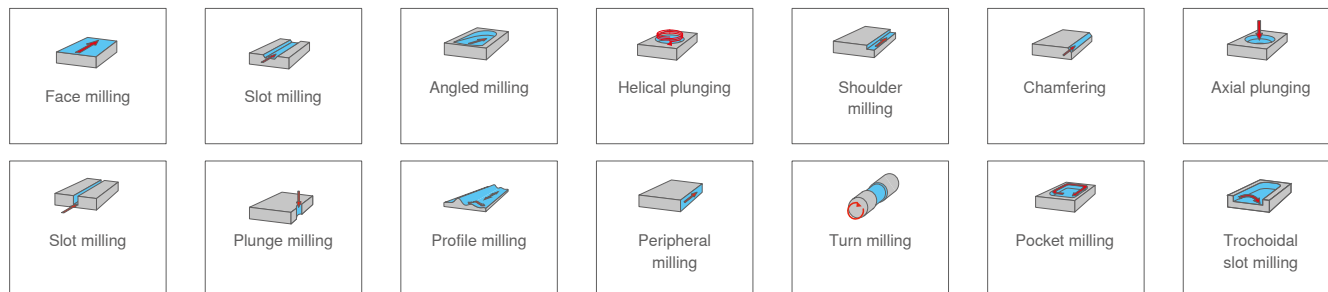 Face milling
Slot milling
Angled milling
Helical plunging
Shoulder
milling
Chamfering
Axial plunging
Slot milling
Plunge milling
Profile milling
Peripheral
milling
Turn milling
Pocket milling
Trochoidal
slot milling